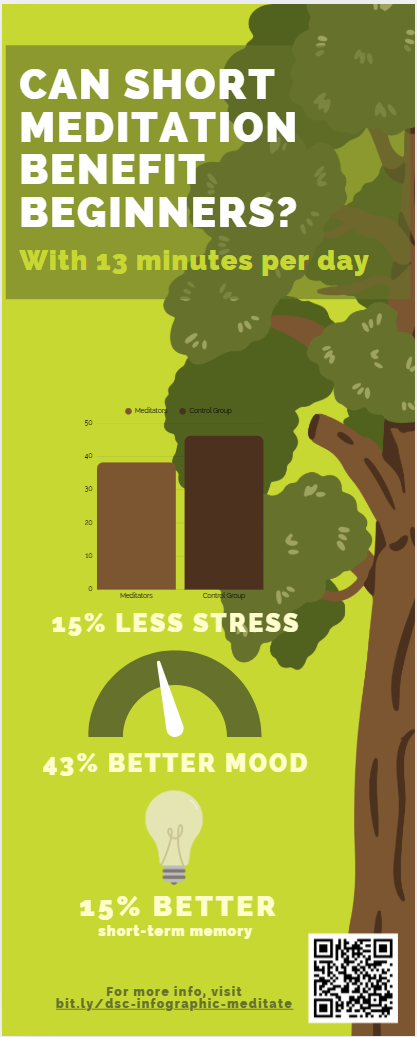 CAN SHORT
MEDITATION
BENEFIT
BEGINNERS?
With 13 minutes per day
Meditators
Control Group
50
40
30
20
10
0
Meditators
Control Group
15% LESS STRESS
43% BETTER MOOD
15% BETTER
short-term memory
For more info, visit
bit.ly/dsc-infographic-meditate